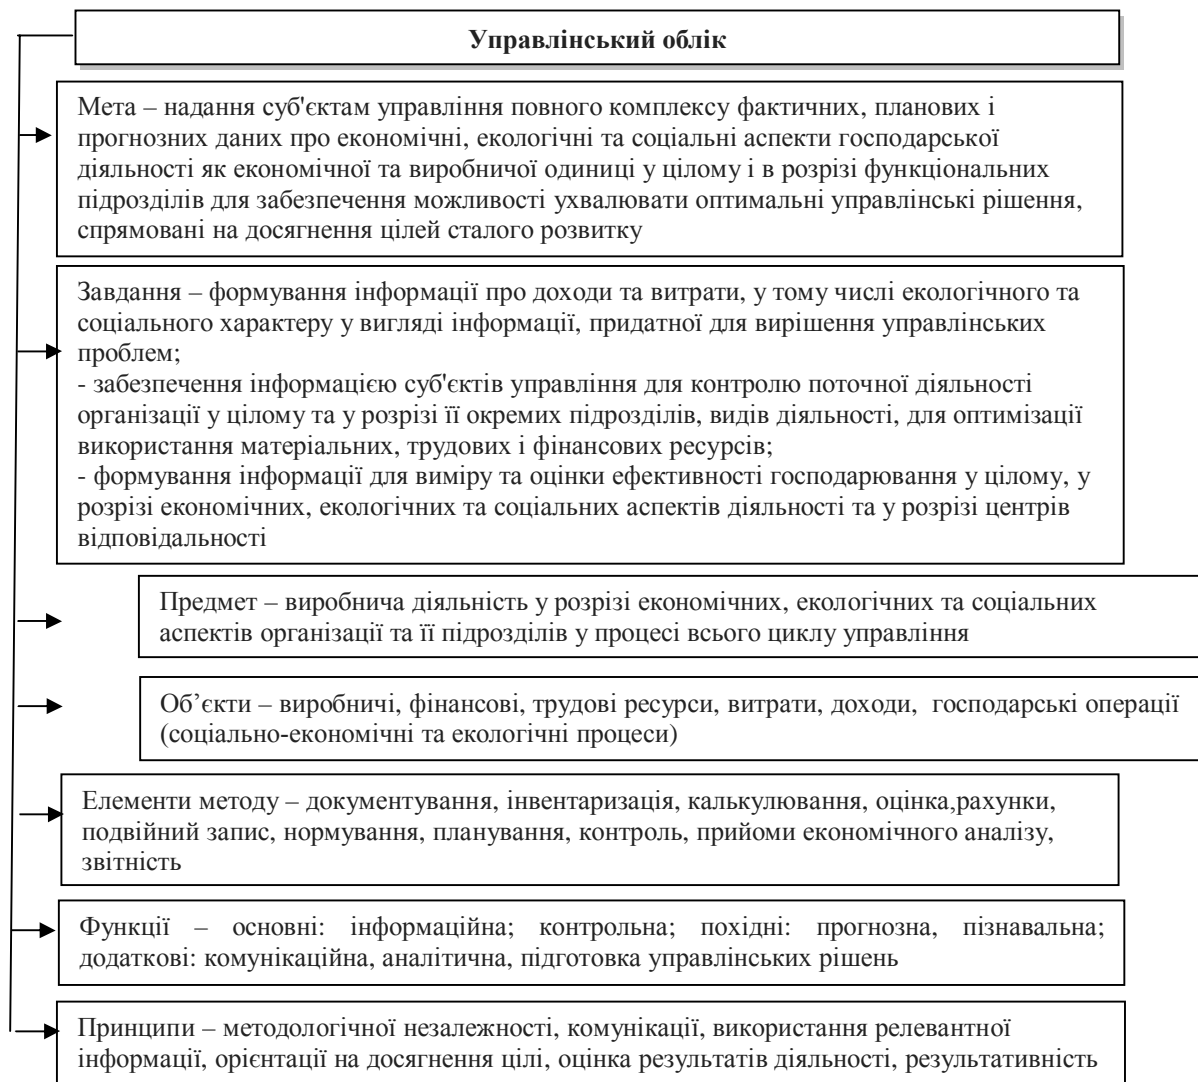 Управлінський облік
Мета – надання суб'єктам управління повного комплексу фактичних, планових і
прогнозних даних про економічні, екологічні та соціальні аспекти господарської
діяльності як економічної та виробничої одиниці у цілому і в розрізі функціональних
підрозділів для забезпечення можливості ухвалювати оптимальні управлінські рішення,
спрямовані на досягнення цілей сталого розвитку
Завдання – формування інформації про доходи та витрати, у тому числі екологічного та
соціального характеру у вигляді інформації, придатної для вирішення управлінських
проблем;
- забезпечення інформацією суб'єктів управління для контролю поточної діяльності
організації у цілому та у розрізі її окремих підрозділів, видів діяльності, для оптимізації
використання матеріальних, трудових і фінансових ресурсів;
- формування інформації для виміру та оцінки ефективності господарювання у цілому, у
розрізі економічних, екологічних та соціальних аспектів діяльності та у розрізі центрів
відповідальності
Предмет – виробнича діяльність у розрізі економічних, екологічних та соціальних
аспектів організації та її підрозділів у процесі всього циклу управління
Об’єкти – виробничі, фінансові, трудові ресурси, витрати, доходи, господарські операції
(соціально-економічні та екологічні процеси)
Елементи методу – документування, інвентаризація, калькулювання, оцінка,рахунки,
подвійний запис, нормування, планування, контроль, прийоми економічного аналізу,
звітність
Функції – основні: інформаційна; контрольна; похідні: прогнозна, пізнавальна;
додаткові: комунікаційна, аналітична, підготовка управлінських рішень
Принципи – методологічної незалежності, комунікації, використання релевантної
інформації, орієнтації на досягнення цілі, оцінка результатів діяльності, результативність